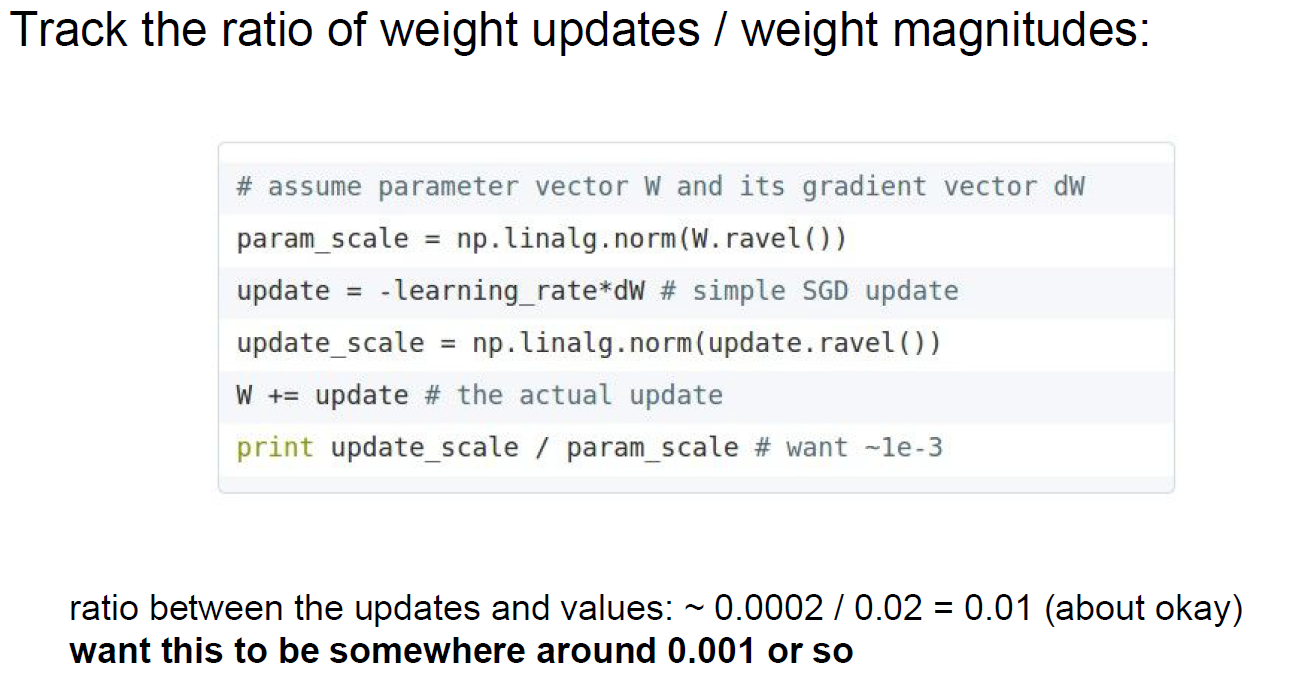 Track the ratio of weight updates / weight magnitudes:
# assume parameter vector W and its gradient vector dW
param_scale = np.linalg.norm(W.ravel())
update = -learning_rate*dW # simple SGD update
update_scale = np.linalg.norm(update.ravel())
W += update # the actual update
print update_scale / param_scale # want ~1e-3
ratio between the updates and values: ~ 0.0002 / 0.02 = 0.01 (about okay)
want this to be somewhere around 0.001 or so